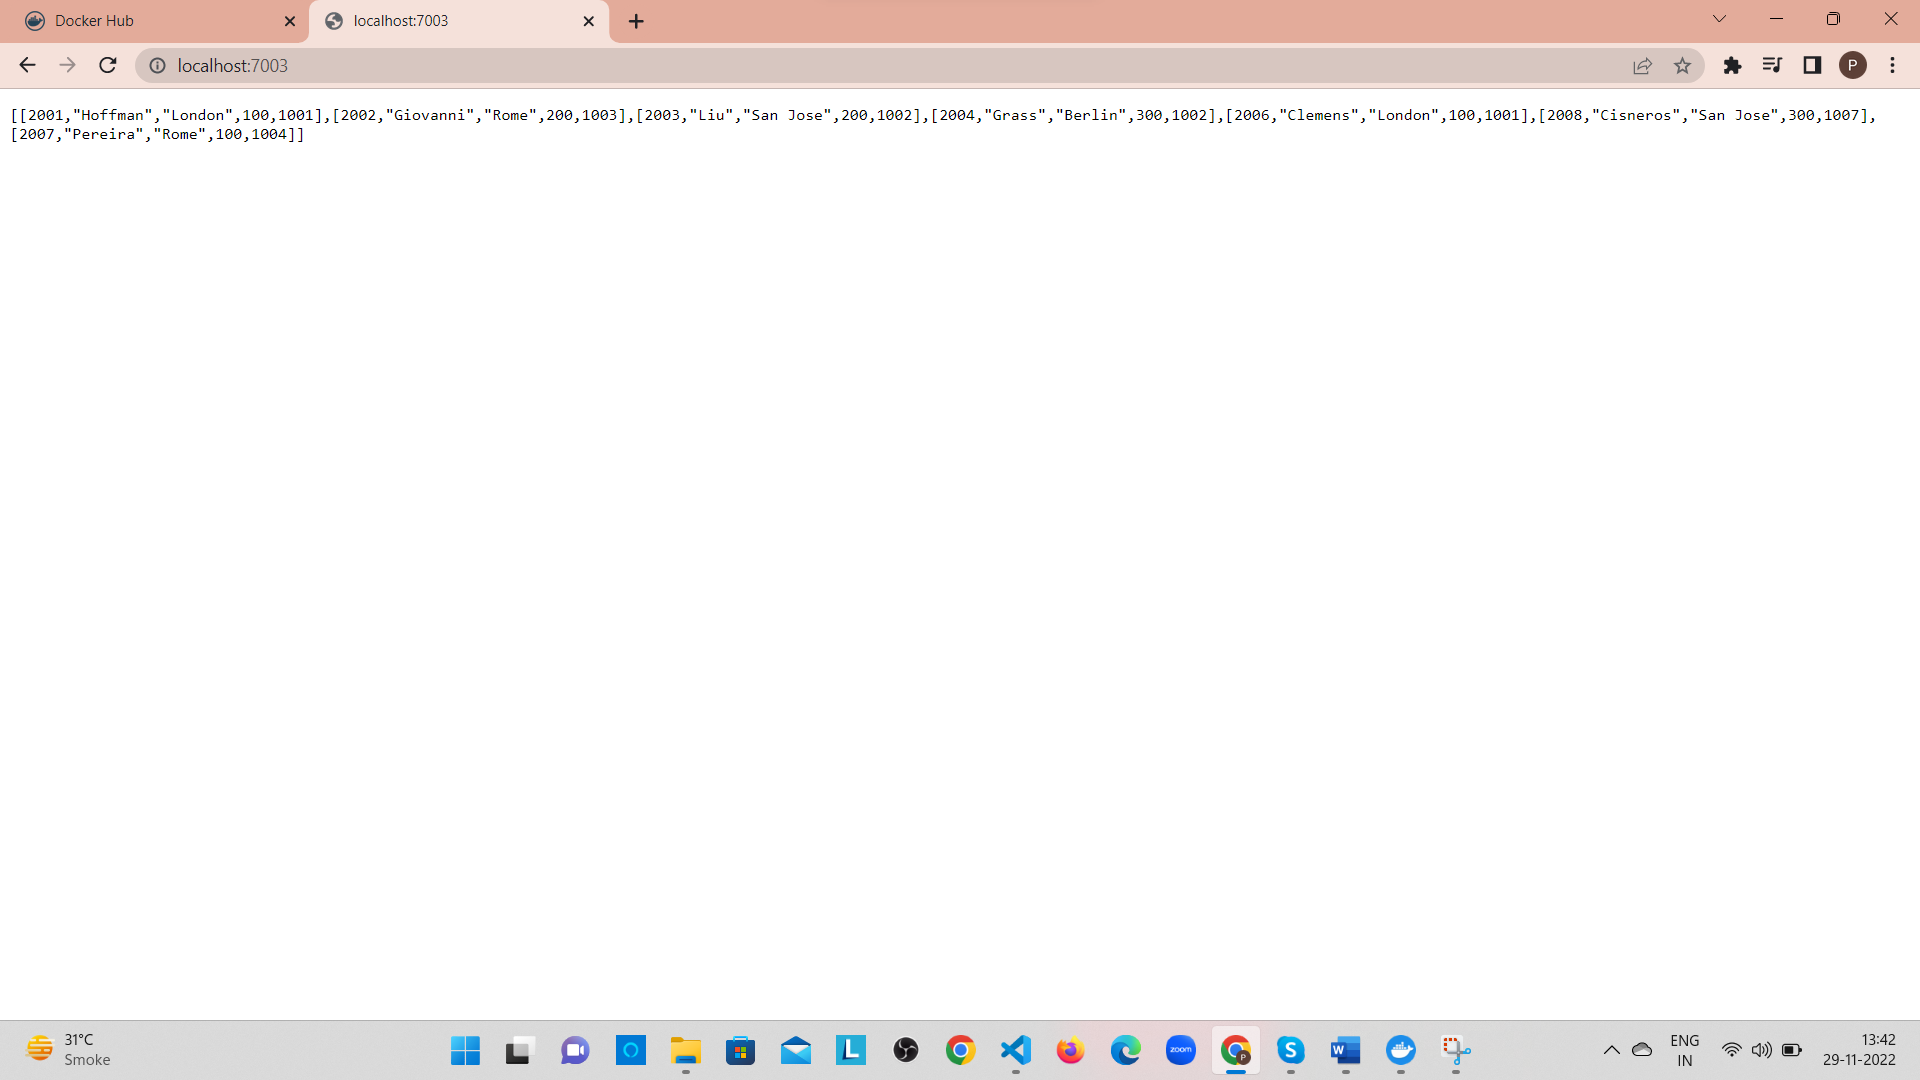 Docker Hub
localhost:7003
localhost:7003
[[2001,"Hoffman","London",100,1001],[2002,"Giovanni","Rome",200,1003],[2003,"Liu","San Jose",200,1002],[2004,"Grass","Berlin",300,1002],[2006,"Clemens","London",100,1001],[2008,"Cisneros","San Jose",300,1007],
[2007,"Pereira","Rome",100,1004]]
P
31°C
Smoke
L
zoom
P
S
W
ENG
IN
13:42
29-11-2022